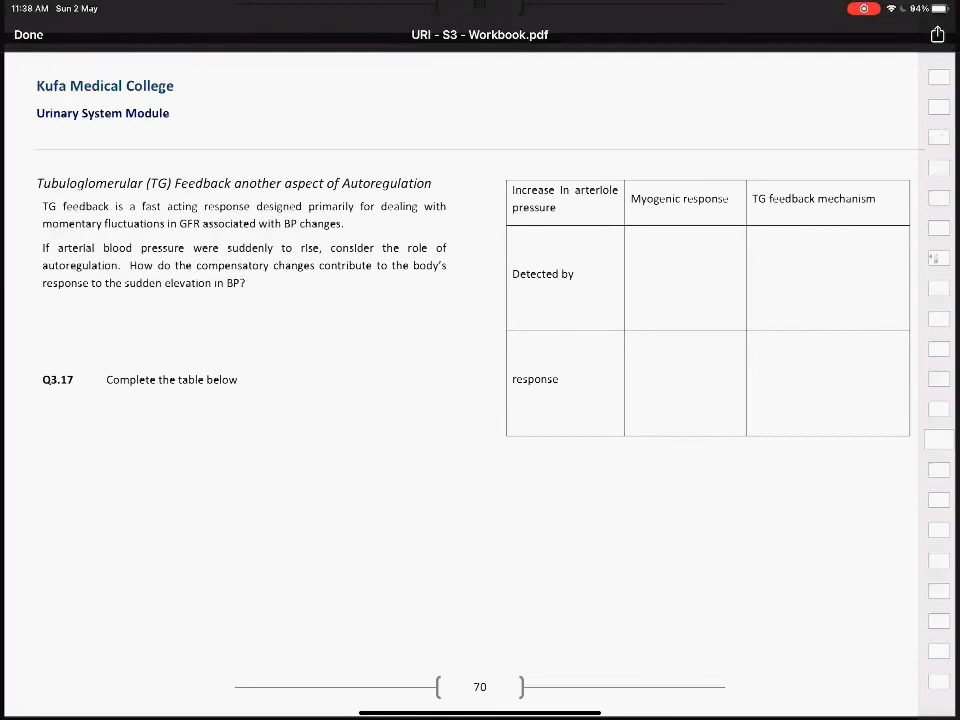 11:38 AM Sun 2 May
94%
Done
URI - S3 - Workbook.pdf
Kufa Medical College
Urinary System Module
Tubuloglomerular (TG) Feedback another aspect of Autoregulation
TG feedback is a fast acting response designed primarily for dealing with
momentary fluctuations in GFR associated with BP changes.
If arterial blood pressure were suddenly to rise, consider the role of
autoregulation. How do the compensatory changes contribute to the body's
response to the sudden elevation in BP?
Q3.17 Complete the table below
Increase in arteriole
pressure
Myogenic response
TG feedback mechanism
Detected by
response
70